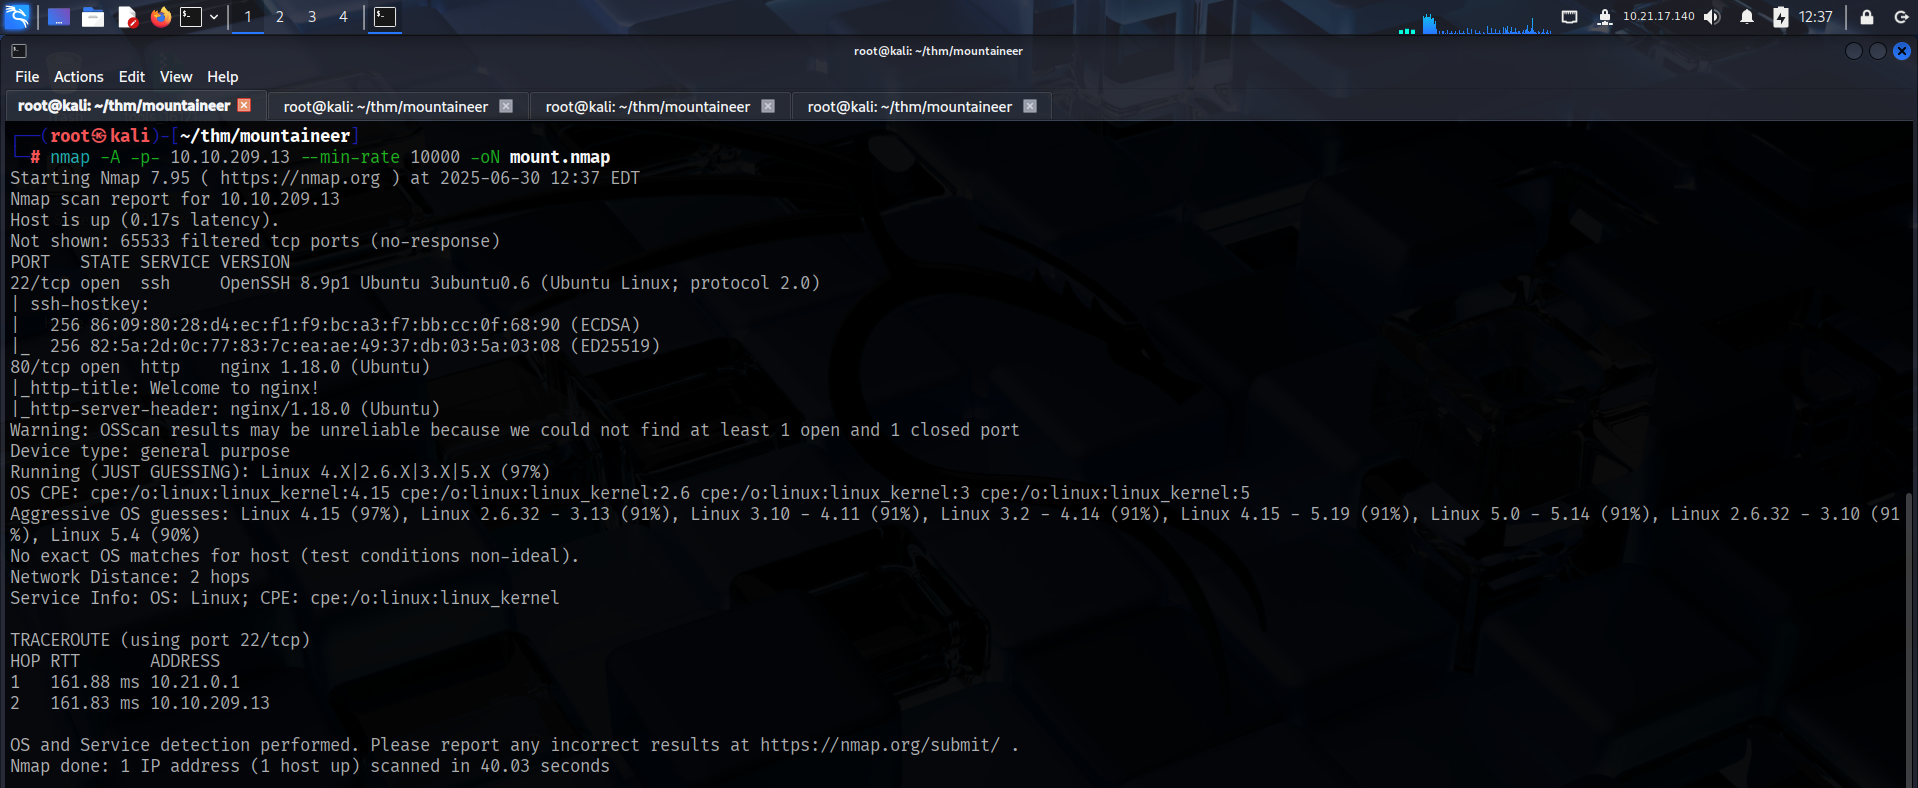 1 2 3 4
10.21.17.140 12:37
root@kali: ~/thm/mountaineer
File Actions Edit View Help
root@kali: ~/thm/mountaineer root@kali: ~/thm/mountaineer root@kali: ~/thm/mountaineer root@kali: ~/thm/mountaineer
┌──(root㉿kali)-[~/thm/mountaineer]
└─# nmap -A -p- 10.10.209.13 --min-rate 10000 -oN mount.nmap
Starting Nmap 7.95 ( https://nmap.org ) at 2025-06-30 12:37 EDT
Nmap scan report for 10.10.209.13
Host is up (0.17s latency).
Not shown: 65533 filtered tcp ports (no-response)
PORT   STATE SERVICE VERSION
22/tcp open  ssh     OpenSSH 8.9p1 Ubuntu 3ubuntu0.6 (Ubuntu Linux; protocol 2.0)
| ssh-hostkey:
|   256 86:09:80:28:d4:ec:f1:f9:bc:a3:f7:bb:cc:0f:68:90 (ECDSA)
|_  256 82:5a:2d:0c:77:83:7c:ea:ae:49:37:db:03:5a:03:08 (ED25519)
80/tcp open  http    nginx 1.18.0 (Ubuntu)
|_http-title: Welcome to nginx!
|_http-server-header: nginx/1.18.0 (Ubuntu)
Warning: OSScan results may be unreliable because we could not find at least 1 open and 1 closed port
Device type: general purpose
Running (JUST GUESSING): Linux 4.X|2.6.X|3.X|5.X (97%)
OS CPE: cpe:/o:linux:linux_kernel:4.15 cpe:/o:linux:linux_kernel:2.6 cpe:/o:linux:linux_kernel:3 cpe:/o:linux:linux_kernel:5
Aggressive OS guesses: Linux 4.15 (97%), Linux 2.6.32 - 3.13 (91%), Linux 3.10 - 4.11 (91%), Linux 3.2 - 4.14 (91%), Linux 4.15 - 5.19 (91%), Linux 5.0 - 5.14 (91%), Linux 2.6.32 - 3.10 (91
%), Linux 5.4 (90%)
No exact OS matches for host (test conditions non-ideal).
Network Distance: 2 hops
Service Info: OS: Linux; CPE: cpe:/o:linux:linux_kernel
TRACEROUTE (using port 22/tcp)
HOP RTT       ADDRESS
1   161.88 ms 10.21.0.1
2   161.83 ms 10.10.209.13
OS and Service detection performed. Please report any incorrect results at https://nmap.org/submit/ .
Nmap done: 1 IP address (1 host up) scanned in 40.03 seconds